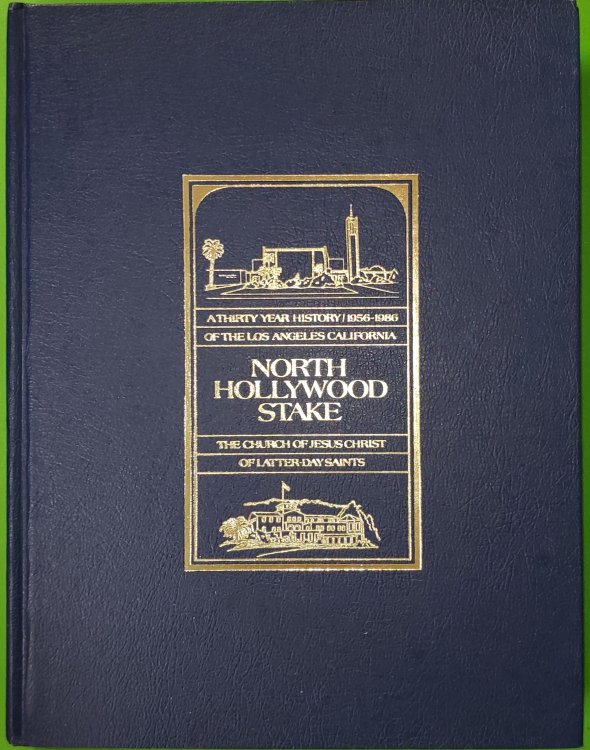 A THIRTY YEAR HISTORY/1956-1986
OF THE LOS ANGELES CALIFORNIA
NORTH
HOLLYWOOD
STAKE
THE CHURCH OF JESUS CHRIST
OF LATTER-DAY SAINTS